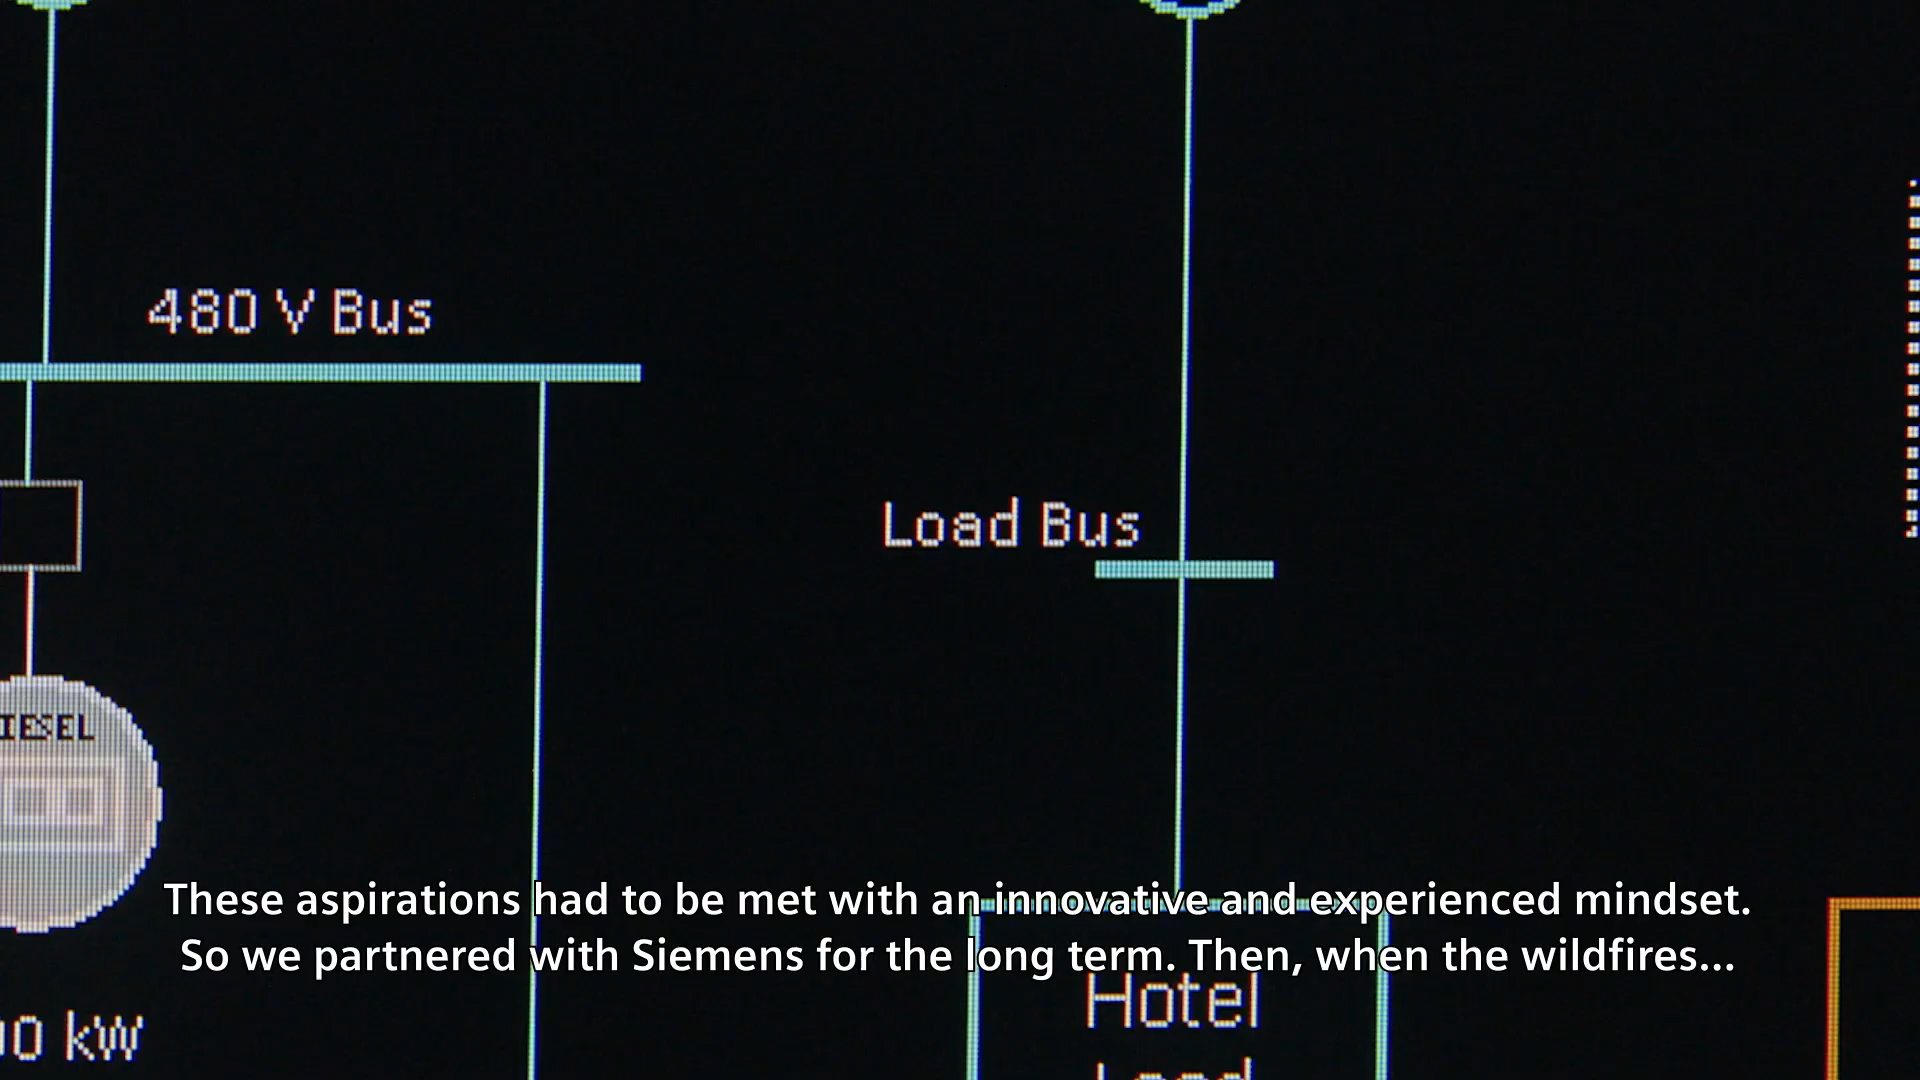 480 V Bus
Load Bus
IESEL
These aspirations had to be met with an innovative and experienced mindset.
So we partnered with Siemens for the long term. Then, when the wildfires...
Hotel
0 kW